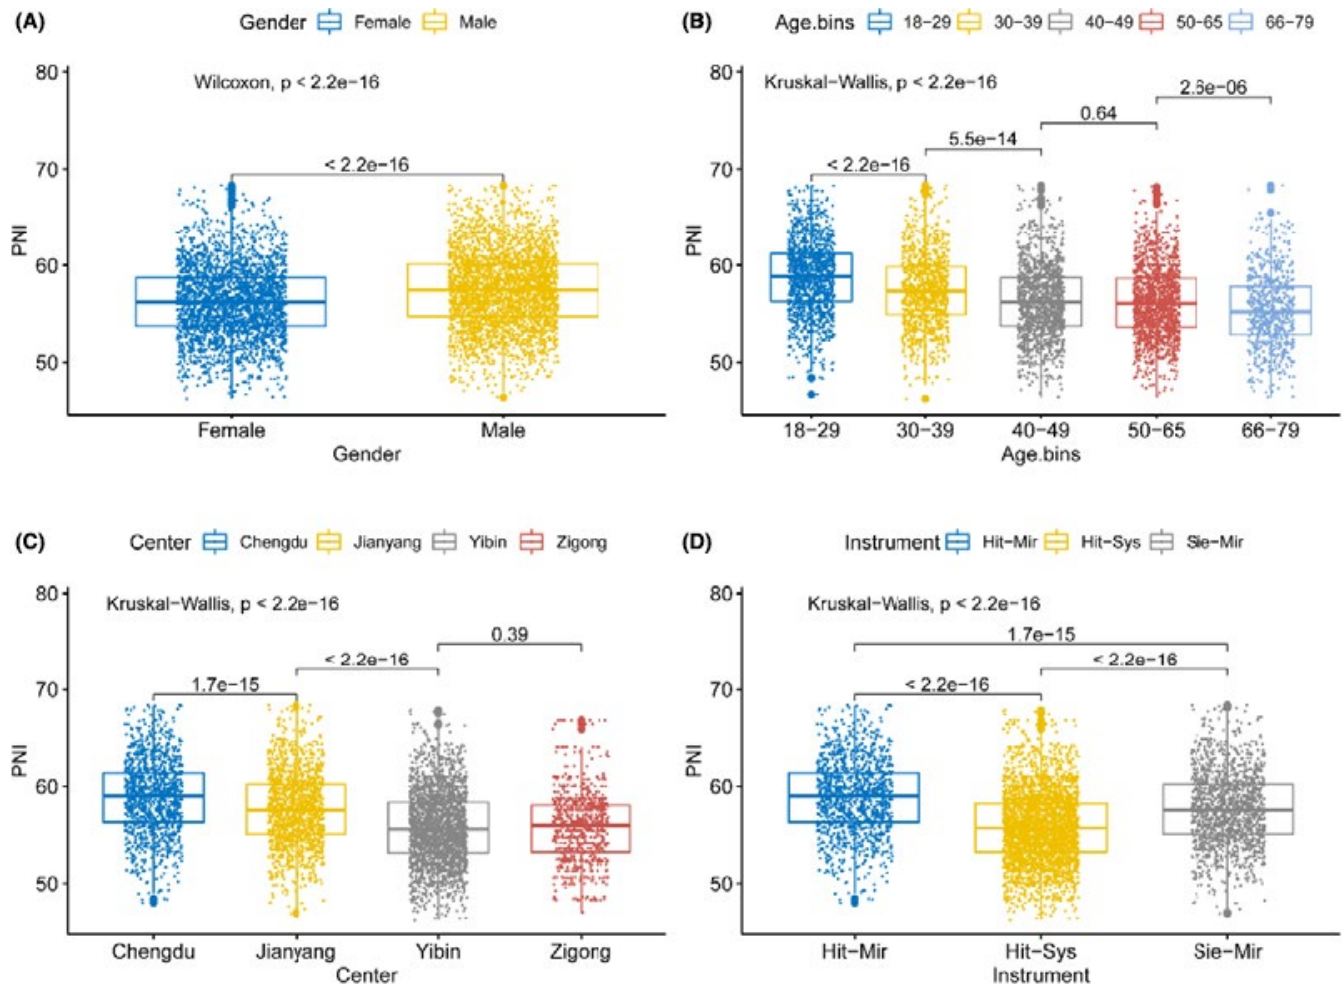 (A) Gender Female Male
80
Wilcoxon, p < 2.2e−16
70
< 2.2e−16
60
50
PNI
Female Male
Gender
(B) Age.bins 18−29 30−39 40−49 50−65 66−79
80
Kruskal−Wallis, p < 2.2e−16
2.6e−06
0.64
5.5e−14
70
< 2.2e−16
60
50
PNI
18−29 30−39 40−49 50−65 66−79
Age.bins
(C) Center Chengdu Jianyang Yibin Zigong
80
Kruskal−Wallis, p < 2.2e−16
0.39
< 2.2e−16
70
1.7e−15
60
50
PNI
Chengdu Jianyang Yibin Zigong
Center
(D) Instrument Hit−Mir Hit−Sys Sie−Mir
80
Kruskal−Wallis, p < 2.2e−16
1.7e−15
< 2.2e−16
70
< 2.2e−16
60
50
PNI
Hit−Mir Hit−Sys Sie−Mir
Instrument